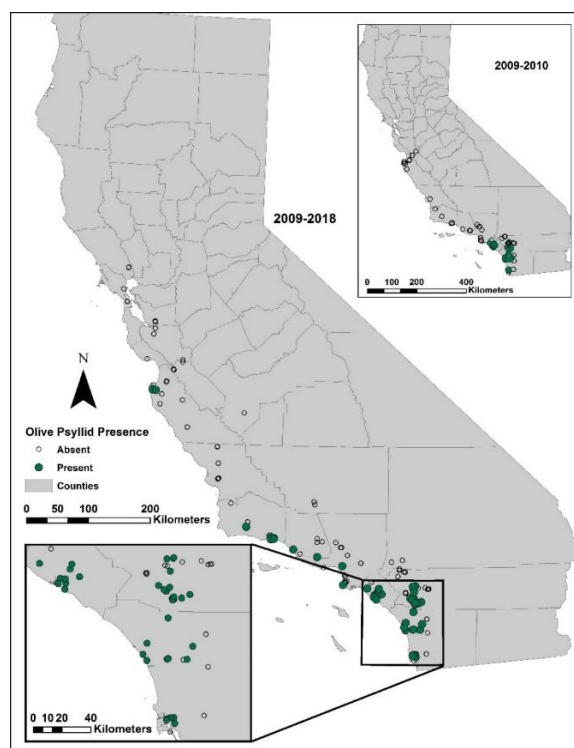 2009-2010
0 100 200 400
Kilometers
2009-2018
N
Olive Psyllid Presence
Absent
Present
Counties
0 50 100 200
Kilometers
0 10 20 40
Kilometers